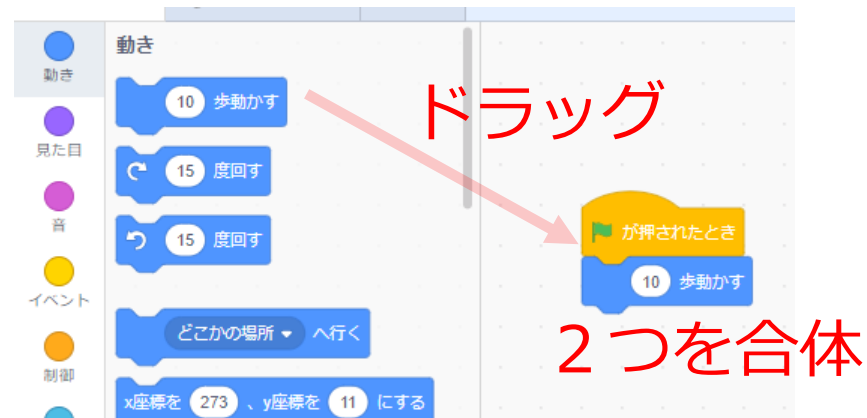 動き
動き
10 歩動かす
ドラッグ
見た目
15 度回す
音
15 度回す
が押されたとき
10 歩動かす
イベント
どこかの場所 へ行く
2つを合体
制御
x座標を 273 、y座標を 11 にする